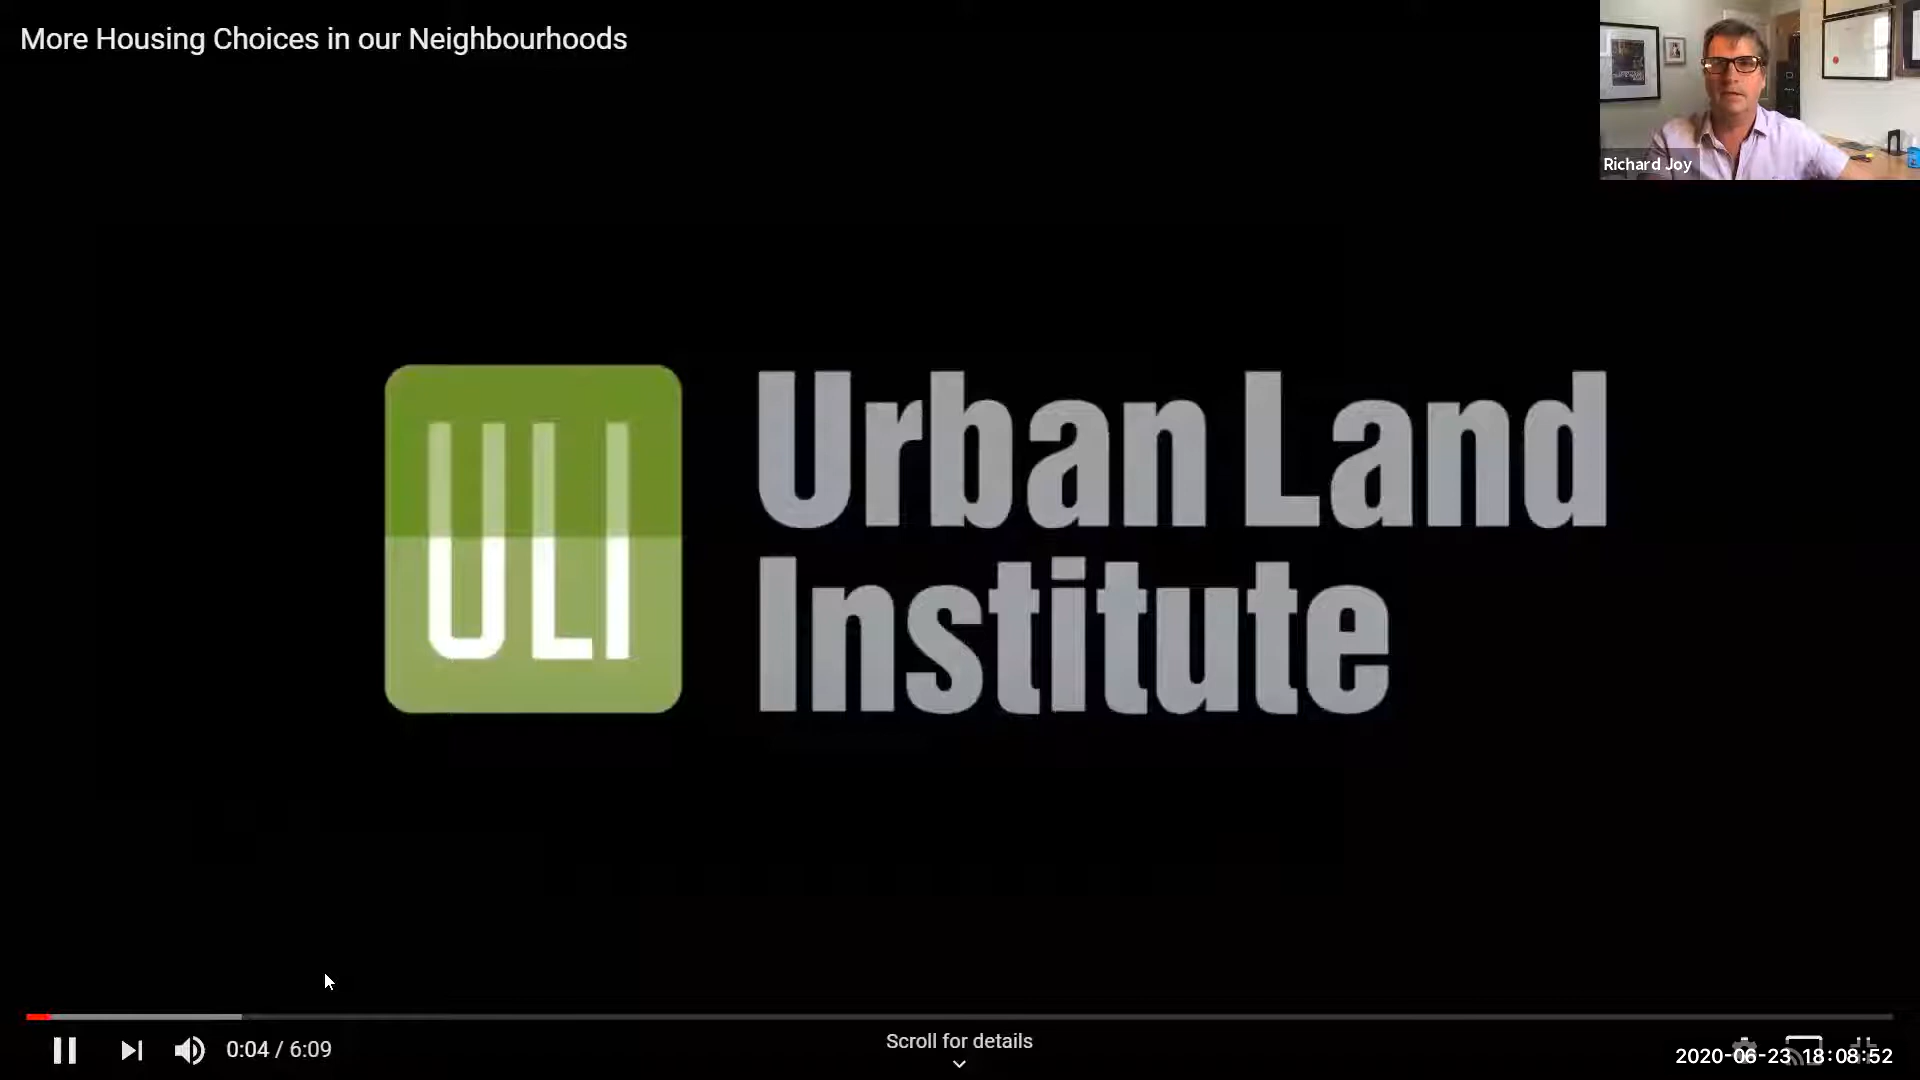 More Housing Choices in our Neighbourhoods
Richard Joy
ULI
Urban Land
Institute
0:04 / 6:09
Scroll for details
2020-06-23 18:08:52